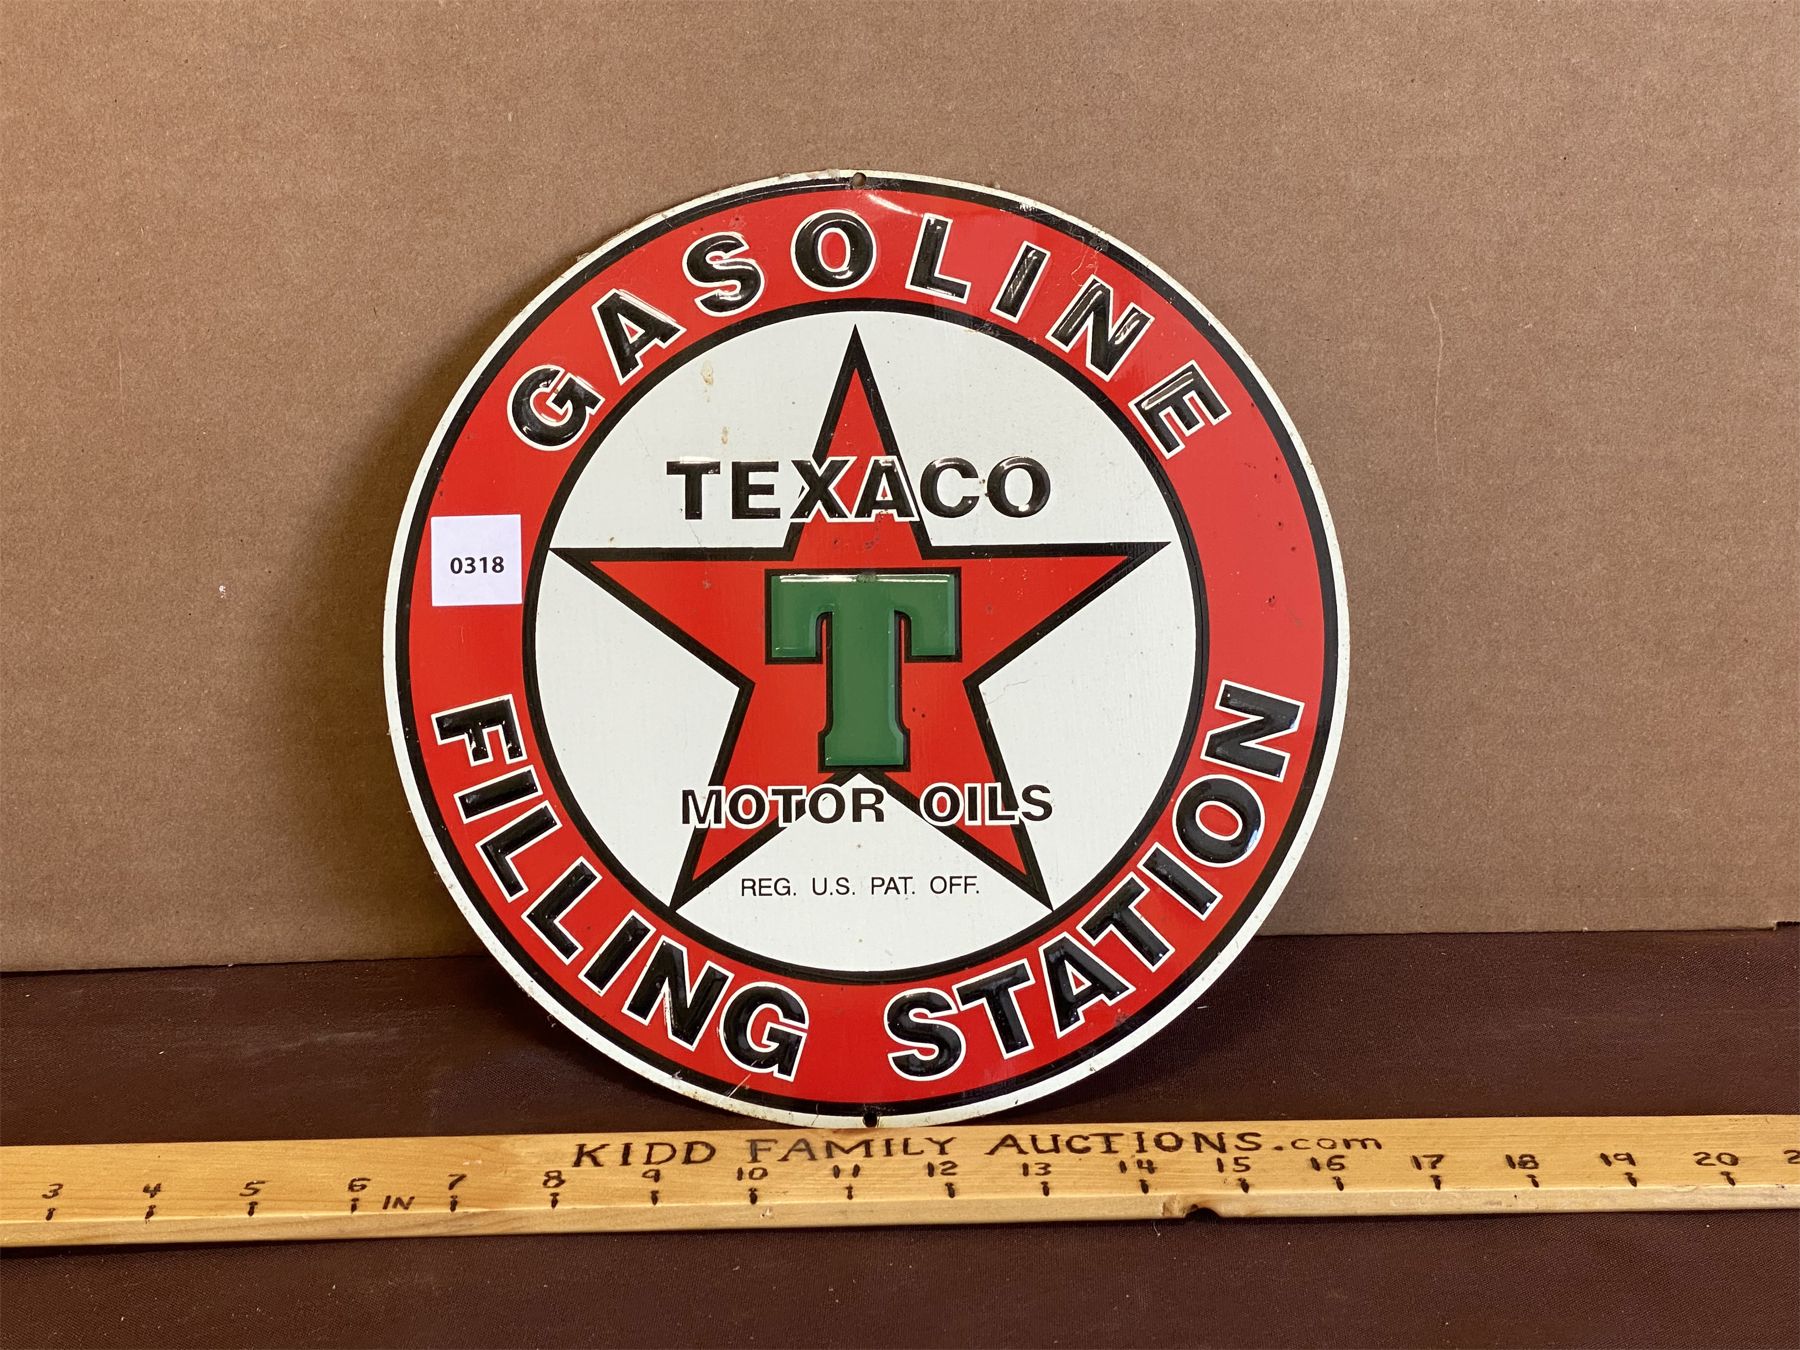 GASOLINE
TEXACO
0318
T
MOTOR OILS
REG. U.S. PAT. OFF.
FILLING STATION
KIDD FAMILY AUCTIONS.com
3 4 5 6 IN 7 8 9 10 11 12 13 14 15 16 17 18 19 20